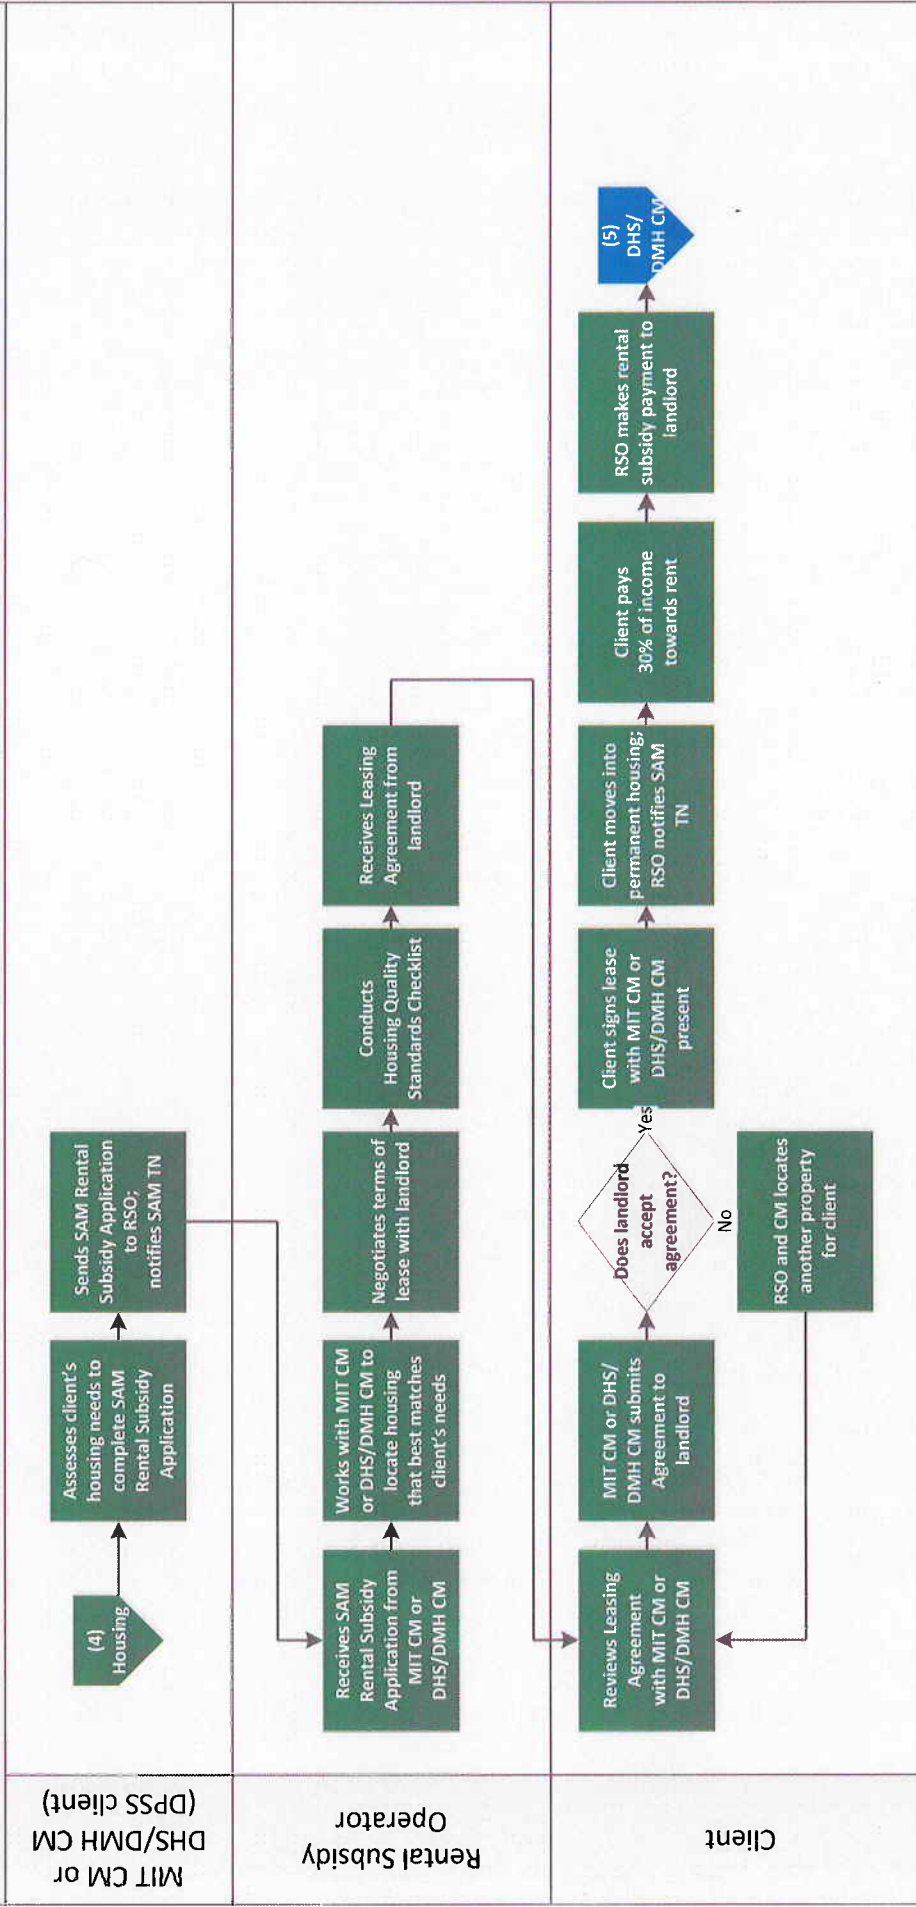 MIT CM or
DHS/DMH CM
(DPSS client)
(4)
Housing
Assesses client's
housing needs to
complete SAM
Rental Subsidy
Application
Sends SAM Rental
Subsidy Application
to RSO;
notifies SAM TN
Rental Subsidy
Operator
Receives SAM
Rental Subsidy
Application from
MIT CM or
DHS/DMH CM
Works with MIT CM
or DHS/DMH CM to
locate housing
that best matches
client's needs
Negotiates terms of
lease with landlord
Conducts
Housing Quality
Standards Checklist
Receives Leasing
Agreement from
landlord
Client
Reviews Leasing
Agreement
with MIT CM or
DHS/DMH CM
MIT CM or DHS/
DMH CM submits
Agreement to
landlord
Does landlord
accept
agreement?
Yes
No
RSO and CM locates
another property
for client
Client signs lease
with MIT CM or
DHS/DMH CM
present
Client moves into
permanent housing;
RSO notifies SAM
TN
Client pays
30% of income
towards rent
RSO makes rental
subsidy payment to
landlord
(5)
DHS/
DMH CM